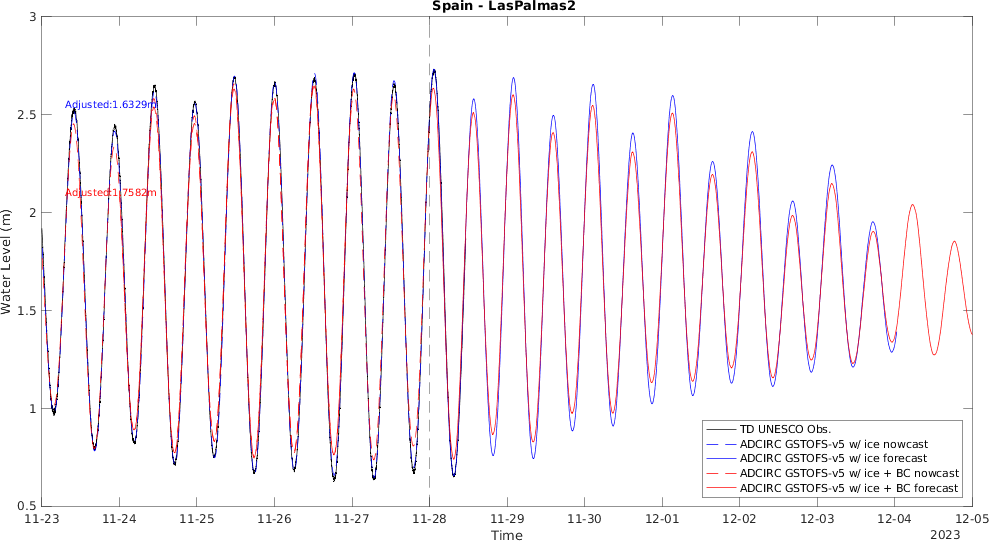 Spain - LasPalmas2
3
2.5
2
1.5
1
0.5
Water Level (m)
Adjusted:1.6329m
Adjusted:1.7582m
TD UNESCO Obs.
ADCIRC GSTOFS-v5 w/ ice nowcast
ADCIRC GSTOFS-v5 w/ ice forecast
ADCIRC GSTOFS-v5 w/ ice + BC nowcast
ADCIRC GSTOFS-v5 w/ ice + BC forecast
11-23 11-24 11-25 11-26 11-27 11-28 11-29 11-30 12-01 12-02 12-03 12-04 12-05
Time
2023